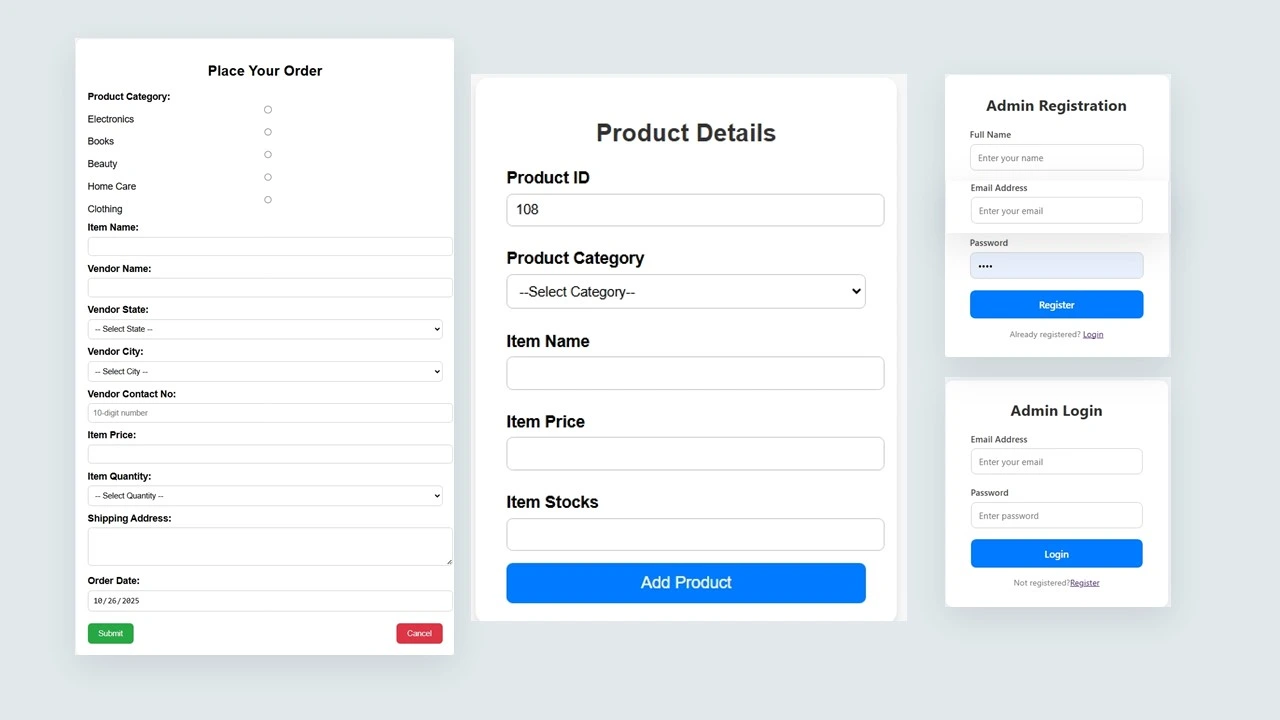 Place Your Order
Product Category:
Electronics
Books
Beauty
Home Care
Clothing
Item Name:
Vendor Name:
Vendor State:
-- Select State --
Vendor City:
-- Select City --
Vendor Contact No:
10-digit number
Item Price:
Item Quantity:
-- Select Quantity --
Shipping Address:
Order Date:
10/26/2025
Submit
Cancel
Product Details
Product ID
108
Product Category
--Select Category--
Item Name
Item Price
Item Stocks
Add Product
Admin Registration
Full Name
Enter your name
Email Address
Enter your email
Password
••••
Register
Already registered? Login
Admin Login
Email Address
Enter your email
Password
Enter password
Login
Not registered?Register